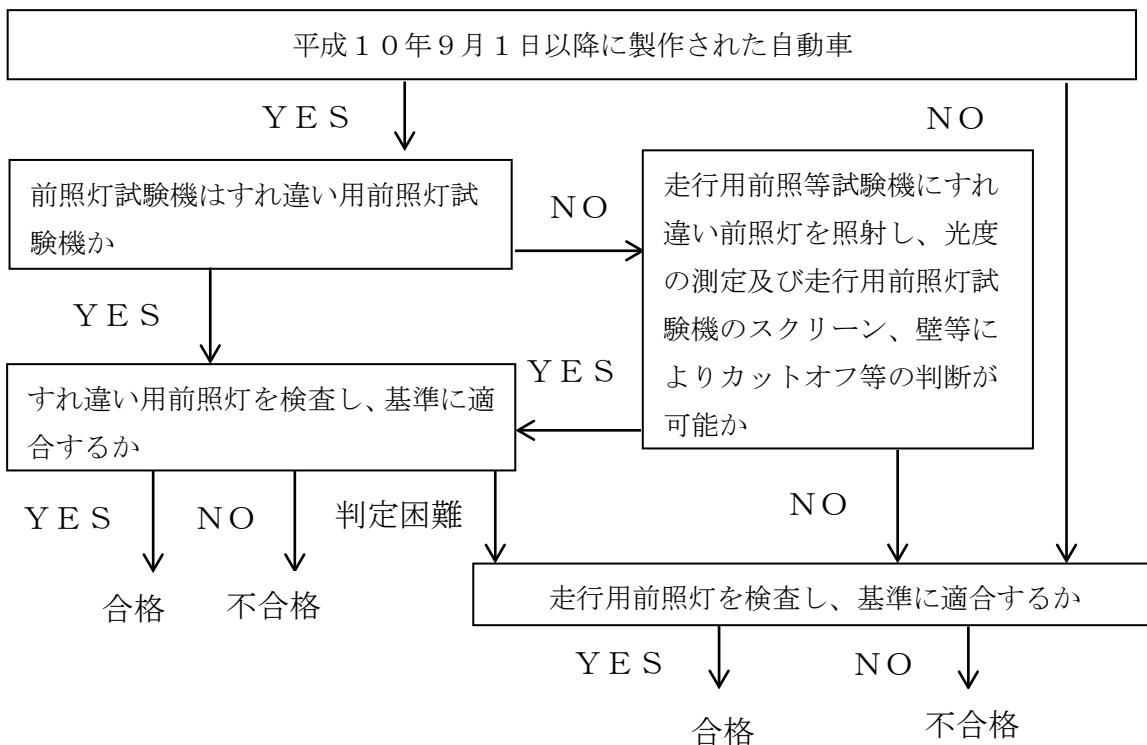 平成１０年９月１日以降に製作された自動車
ＹＥＳ
ＮＯ
前照灯試験機はすれ違い用前照灯試
験機か
ＮＯ
走行用前照等試験機にすれ
違い前照灯を照射し、光度
の測定及び走行用前照灯試
験機のスクリーン、壁等に
よりカットオフ等の判断が
可能か
ＹＥＳ
ＹＥＳ
すれ違い用前照灯を検査し、基準に適
合するか
ＹＥＳ
ＮＯ
判定困難
ＮＯ
合格
不合格
走行用前照灯を検査し、基準に適合するか
ＹＥＳ
ＮＯ
合格
不合格